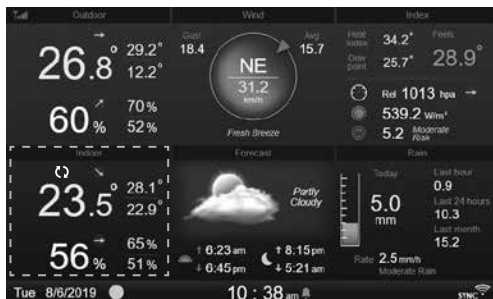 Outdoor
26.8° 29.2° 12.2°
60% 70% 52%
Wind
Gust 18.4
Avg 15.7
NE
31.2
km/h
Fresh Breeze
Index
Heat Index 34.2°
Dew point 25.7°
Feels 28.9°
Rel 1013 hpa
539.2 W/m²
5.2 Moderate Risk
Indoor
23.5° 28.1° 22.9°
56% 65% 51%
Forecast
Partly Cloudy
6:23 am
6:45 pm
8:15 pm
5:21 am
Rain
Today
5.0
mm
Last hour
0.9
Last 24 hours
10.3
Last month
15.2
Rate 2.5 mm/h
Moderate Rain
Tue 8/6/2019
10:38 am
SYNC